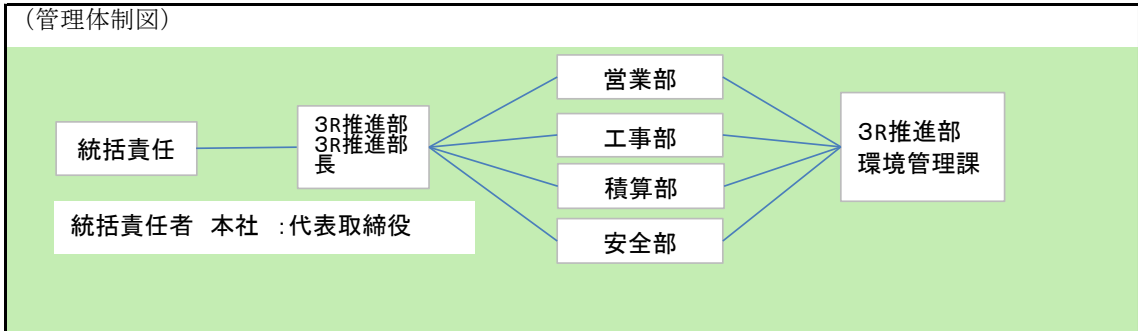 （管理体制図）
統括責任
3R推進部
3R推進部
長
営業部
工事部
積算部
安全部
3R推進部
環境管理課
統括責任者　本社　：代表取締役